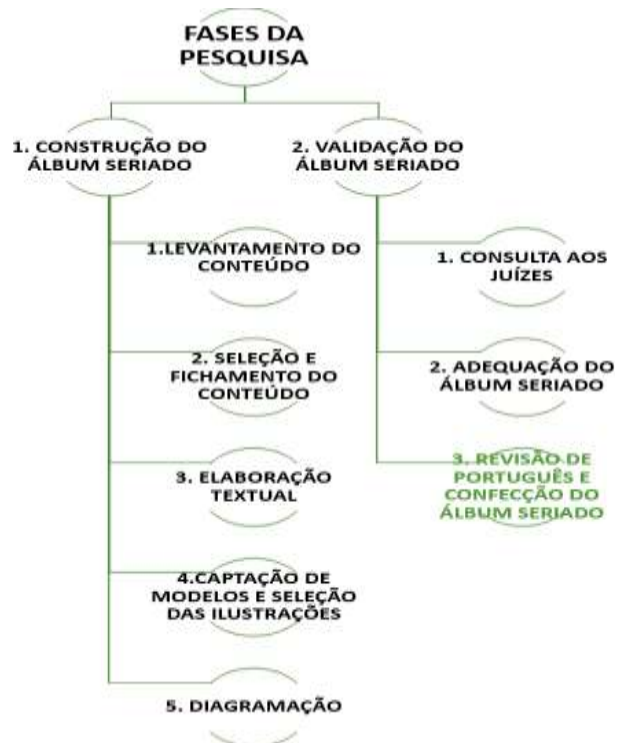 FASES DA
PESQUISA
1. CONSTRUÇÃO DO
ÁLBUM SERIADO
2. VALIDAÇÃO DO
ÁLBUM SERIADO
1.LEVANTAMENTO DO
CONTEÚDO
2. SELEÇÃO E
FICHAMENTO DO
CONTEÚDO
3. ELABORAÇÃO
TEXTUAL
4.CAPTAÇÃO DE
MODELOS E SELEÇÃO
DAS ILUSTRAÇÕES
5. DIAGRAMAÇÃO
1. CONSULTA AOS
JUÍZES
2. ADEQUAÇÃO DO
ÁLBUM SERIADO
3. REVISÃO DE
PORTUGUÊS E
CONFECÇÃO DO
ÁLBUM SERIADO